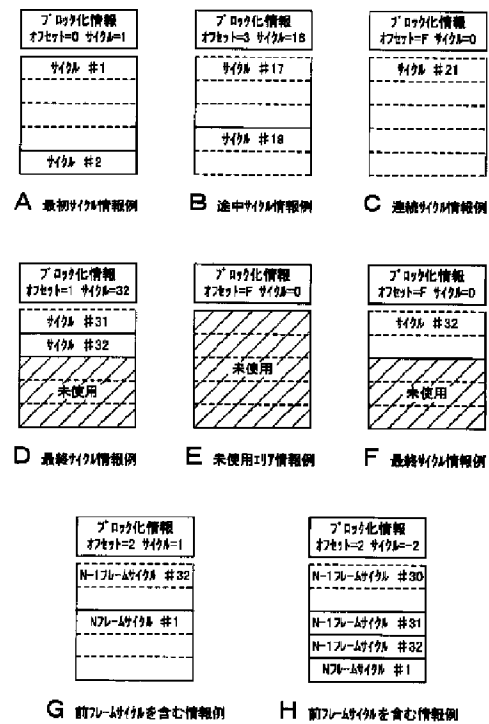 ブロック化情報
オフセット=0 サイクル=1
サイクル #1
サイクル #2
A 最初サイクル情報例
ブロック化情報
オフセット=3 サイクル=18
サイクル #17
サイクル #18
B 途中サイクル情報例
ブロック化情報
オフセット=F サイクル=0
サイクル #21
C 連続サイクル情報例
ブロック化情報
オフセット=1 サイクル=32
サイクル #31
サイクル #32
未使用
D 最終サイクル情報例
ブロック化情報
オフセット=F サイクル=0
未使用
E 未使用エリア情報例
ブロック化情報
オフセット=F サイクル=0
サイクル #32
未使用
F 最終サイクル情報例
ブロック化情報
オフセット=2 サイクル=1
N-1フレームサイクル #32
Nフレームサイクル #1
G 前フレームサイクルを含む情報例
ブロック化情報
オフセット=2 サイクル=-2
N-1フレームサイクル #30
N-1フレームサイクル #31
N-1フレームサイクル #32
Nフレームサイクル #1
H 前フレームサイクルを含む情報例